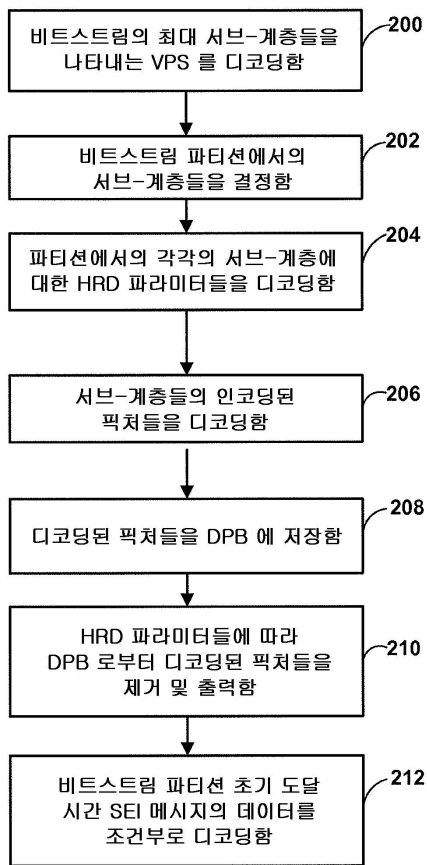 비트스트림의 최대 서브-계층들을
나타내는 VPS 를 디코딩함
200
비트스트림 파티션에서의
서브-계층들을 결정함
202
파티션에서의 각각의 서브-계층에
대한 HRD 파라미터들을 디코딩함
204
서브-계층들의 인코딩된
픽처들을 디코딩함
206
디코딩된 픽처들을 DPB 에 저장함
208
HRD 파라미터들에 따라
DPB 로부터 디코딩된 픽처들을
제거 및 출력함
210
비트스트림 파티션 초기 도달
시간 SEI 메시지의 데이터를
조건부로 디코딩함
212